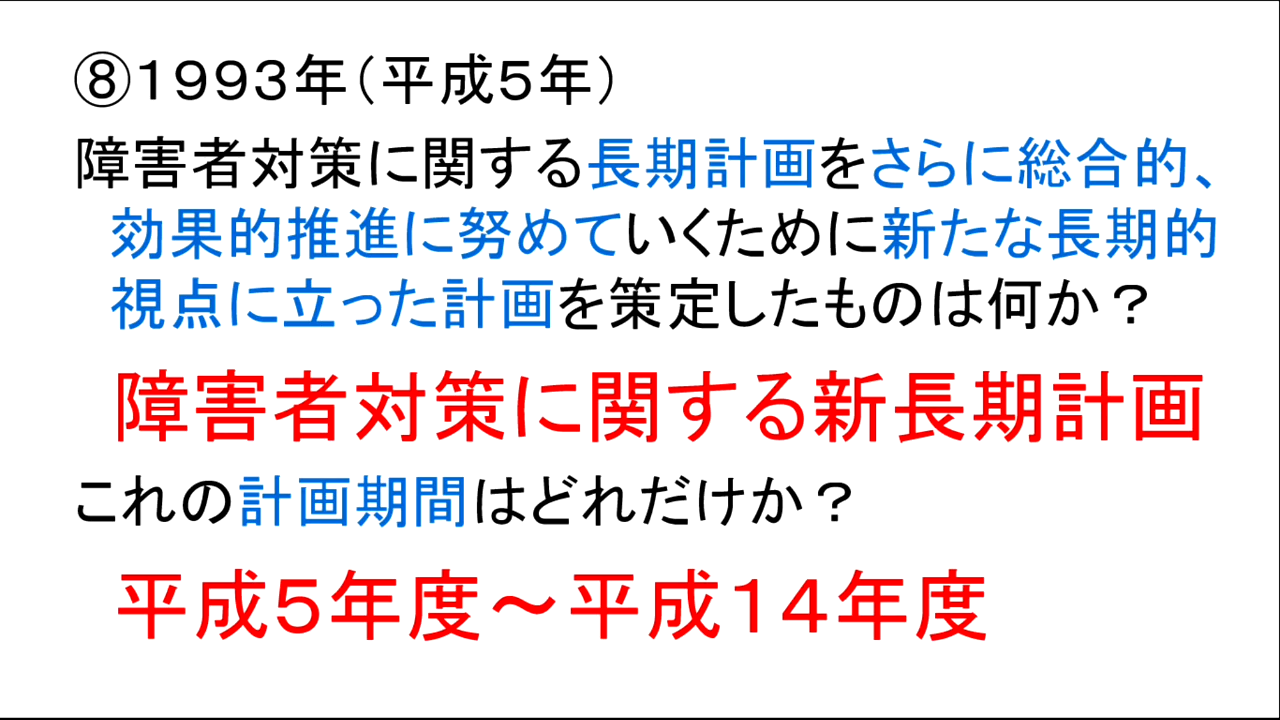 ⑧１９９３年（平成５年）
障害者対策に関する長期計画をさらに総合的、
効果的推進に努めていくために新たな長期的
視点に立った計画を策定したものは何か？
障害者対策に関する新長期計画
これの計画期間はどれだけか？
平成５年度～平成１４年度